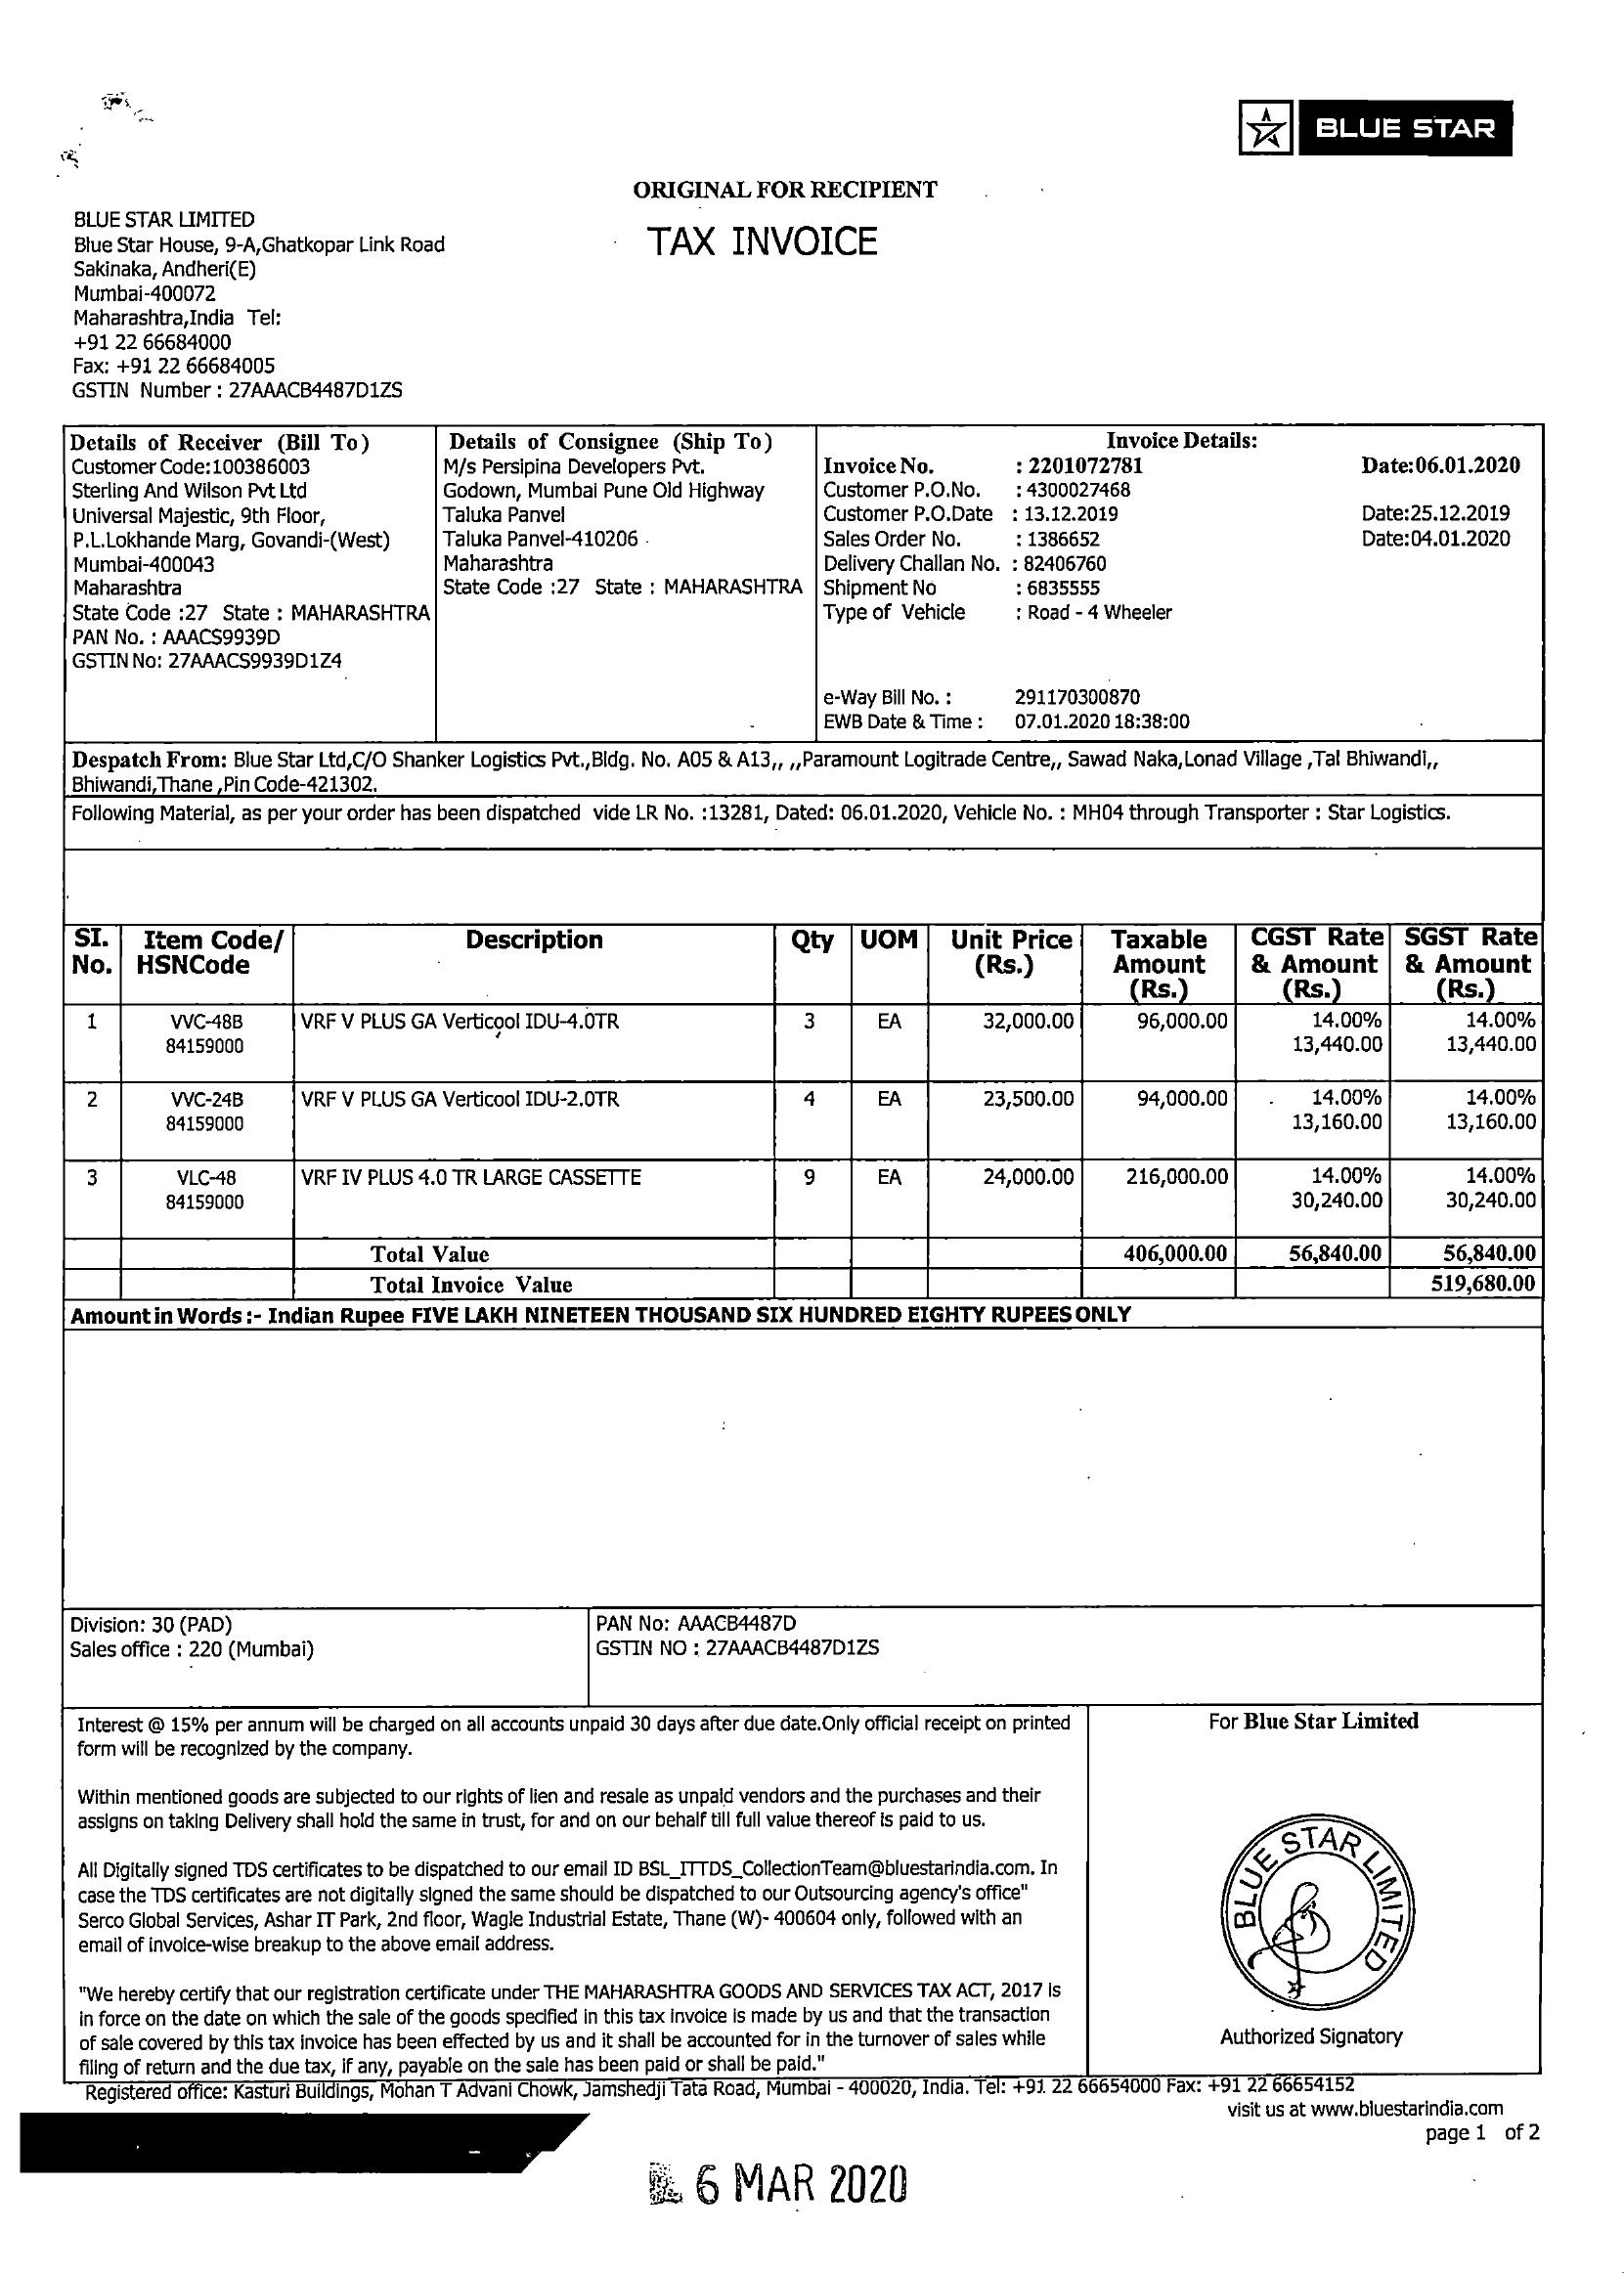 BLUE STAR
ORIGINAL FOR RECIPIENT
TAX INVOICE
BLUE STAR LIMITED
Blue Star House, 9-A,Ghatkopar Link Road
Sakinaka, Andheri(E)
Mumbai-400072
Maharashtra,India Tel:
+91 22 66684000
Fax: +91 22 66684005
GSTIN Number : 27AAACB4487D1ZS
Details of Receiver (Bill To)
Customer Code:100386003
Sterling And Wilson Pvt Ltd
Universal Majestic, 9th Floor,
P.L.Lokhande Marg, Govandi-(West)
Mumbai-400043
Maharashtra
State Code :27 State : MAHARASHTRA
PAN No. : AAACS9939D
GSTIN No: 27AAACS9939D1Z4
Details of Consignee (Ship To)
M/s Persipina Developers Pvt.
Godown, Mumbai Pune Old Highway
Taluka Panvel
Taluka Panvel-410206
Maharashtra
State Code :27 State : MAHARASHTRA
Invoice Details:
Invoice No. : 2201072781 Date:06.01.2020
Customer P.O.No. : 4300027468
Customer P.O.Date : 13.12.2019 Date:25.12.2019
Sales Order No. : 1386652 Date:04.01.2020
Delivery Challan No. : 82406760
Shipment No : 6835555
Type of Vehicle : Road - 4 Wheeler
e-Way Bill No. : 291170300870
EWB Date & Time : 07.01.2020 18:38:00
Despatch From: Blue Star Ltd,C/O Shanker Logistics Pvt.,Bldg. No. A05 & A13,, ,,Paramount Logitrade Centre,, Sawad Naka,Lonad Village ,Tal Bhiwandi,,
Bhiwandi,Thane ,Pin Code-421302.
Following Material, as per your order has been dispatched vide LR No. :13281, Dated: 06.01.2020, Vehicle No. : MH04 through Transporter : Star Logistics.
SI. Item Code/ Description Qty UOM Unit Price Taxable CGST Rate SGST Rate
No. HSNCode (Rs.) Amount & Amount & Amount
(Rs.) (Rs.) (Rs.)
1 VVC-48B VRF V PLUS GA Verticool IDU-4.0TR 3 EA 32,000.00 96,000.00 14.00% 14.00%
84159000 13,440.00 13,440.00
2 VVC-24B VRF V PLUS GA Verticool IDU-2.0TR 4 EA 23,500.00 94,000.00 14.00% 14.00%
84159000 13,160.00 13,160.00
3 VLC-48 VRF IV PLUS 4.0 TR LARGE CASSETTE 9 EA 24,000.00 216,000.00 14.00% 14.00%
84159000 30,240.00 30,240.00
Total Value 406,000.00 56,840.00 56,840.00
Total Invoice Value 519,680.00
Amount in Words :- Indian Rupee FIVE LAKH NINETEEN THOUSAND SIX HUNDRED EIGHTY RUPEES ONLY
Division: 30 (PAD)
Sales office : 220 (Mumbai)
PAN No: AAACB4487D
GSTIN NO : 27AAACB4487D1ZS
Interest @ 15% per annum will be charged on all accounts unpaid 30 days after due date.Only official receipt on printed
form will be recognized by the company.
Within mentioned goods are subjected to our rights of lien and resale as unpaid vendors and the purchases and their
assigns on taking Delivery shall hold the same in trust, for and on our behalf till full value thereof is paid to us.
All Digitally signed TDS certificates to be dispatched to our email ID BSL_ITTDS_CollectionTeam@bluestarindia.com. In
case the TDS certificates are not digitally signed the same should be dispatched to our Outsourcing agency's office"
Serco Global Services, Ashar IT Park, 2nd floor, Wagle Industrial Estate, Thane (W)- 400604 only, followed with an
email of invoice-wise breakup to the above email address.
"We hereby certify that our registration certificate under THE MAHARASHTRA GOODS AND SERVICES TAX ACT, 2017 is
in force on the date on which the sale of the goods specified in this tax invoice is made by us and that the transaction
of sale covered by this tax invoice has been effected by us and it shall be accounted for in the turnover of sales while
filing of return and the due tax, if any, payable on the sale has been paid or shall be paid."
For Blue Star Limited
BLUE STAR LIMITED
Authorized Signatory
Registered office: Kasturi Buildings, Mohan T Advani Chowk, Jamshedji Tata Road, Mumbai - 400020, India. Tel: +91 22 66654000 Fax: +91 22 66654152
visit us at www.bluestarindia.com
page 1 of 2
6 MAR 2020